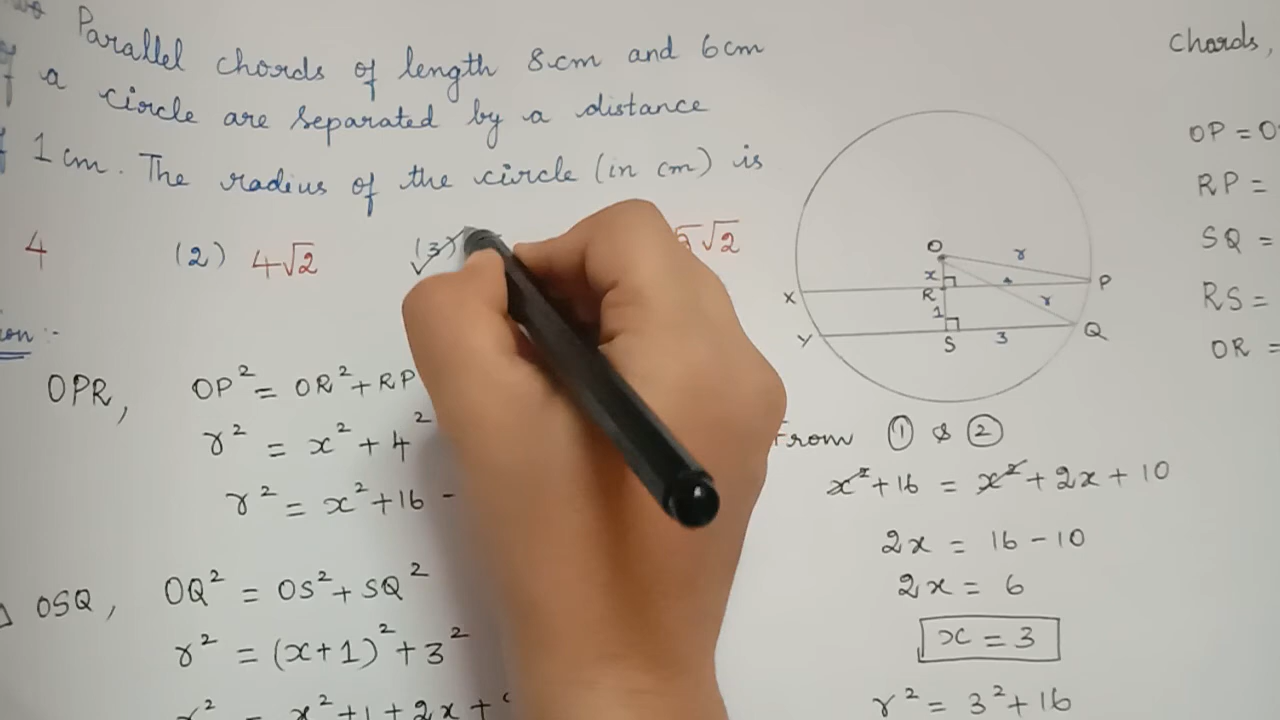 Parallel chords of length 8cm and 6cm
a circle are separated by a distance
1cm. The radius of the circle (in cm) is
4 (2) 4√2 (3) √2
:-
OPR, OP² = OR² + RP
r² = x² + 4²
r² = x² + 16 -
OSQ, OQ² = OS² + SQ²
r² = (x+1)² + 3²
x² + 1 + 2x +
O
r
x
R
P
X
r
1
Y
S
3
Q
From ① & ②
x² + 16 = x² + 2x + 10
2x = 16 - 10
2x = 6
x = 3
r² = 3² + 16
Chords,
OP = O
RP =
SQ =
RS =
OR =